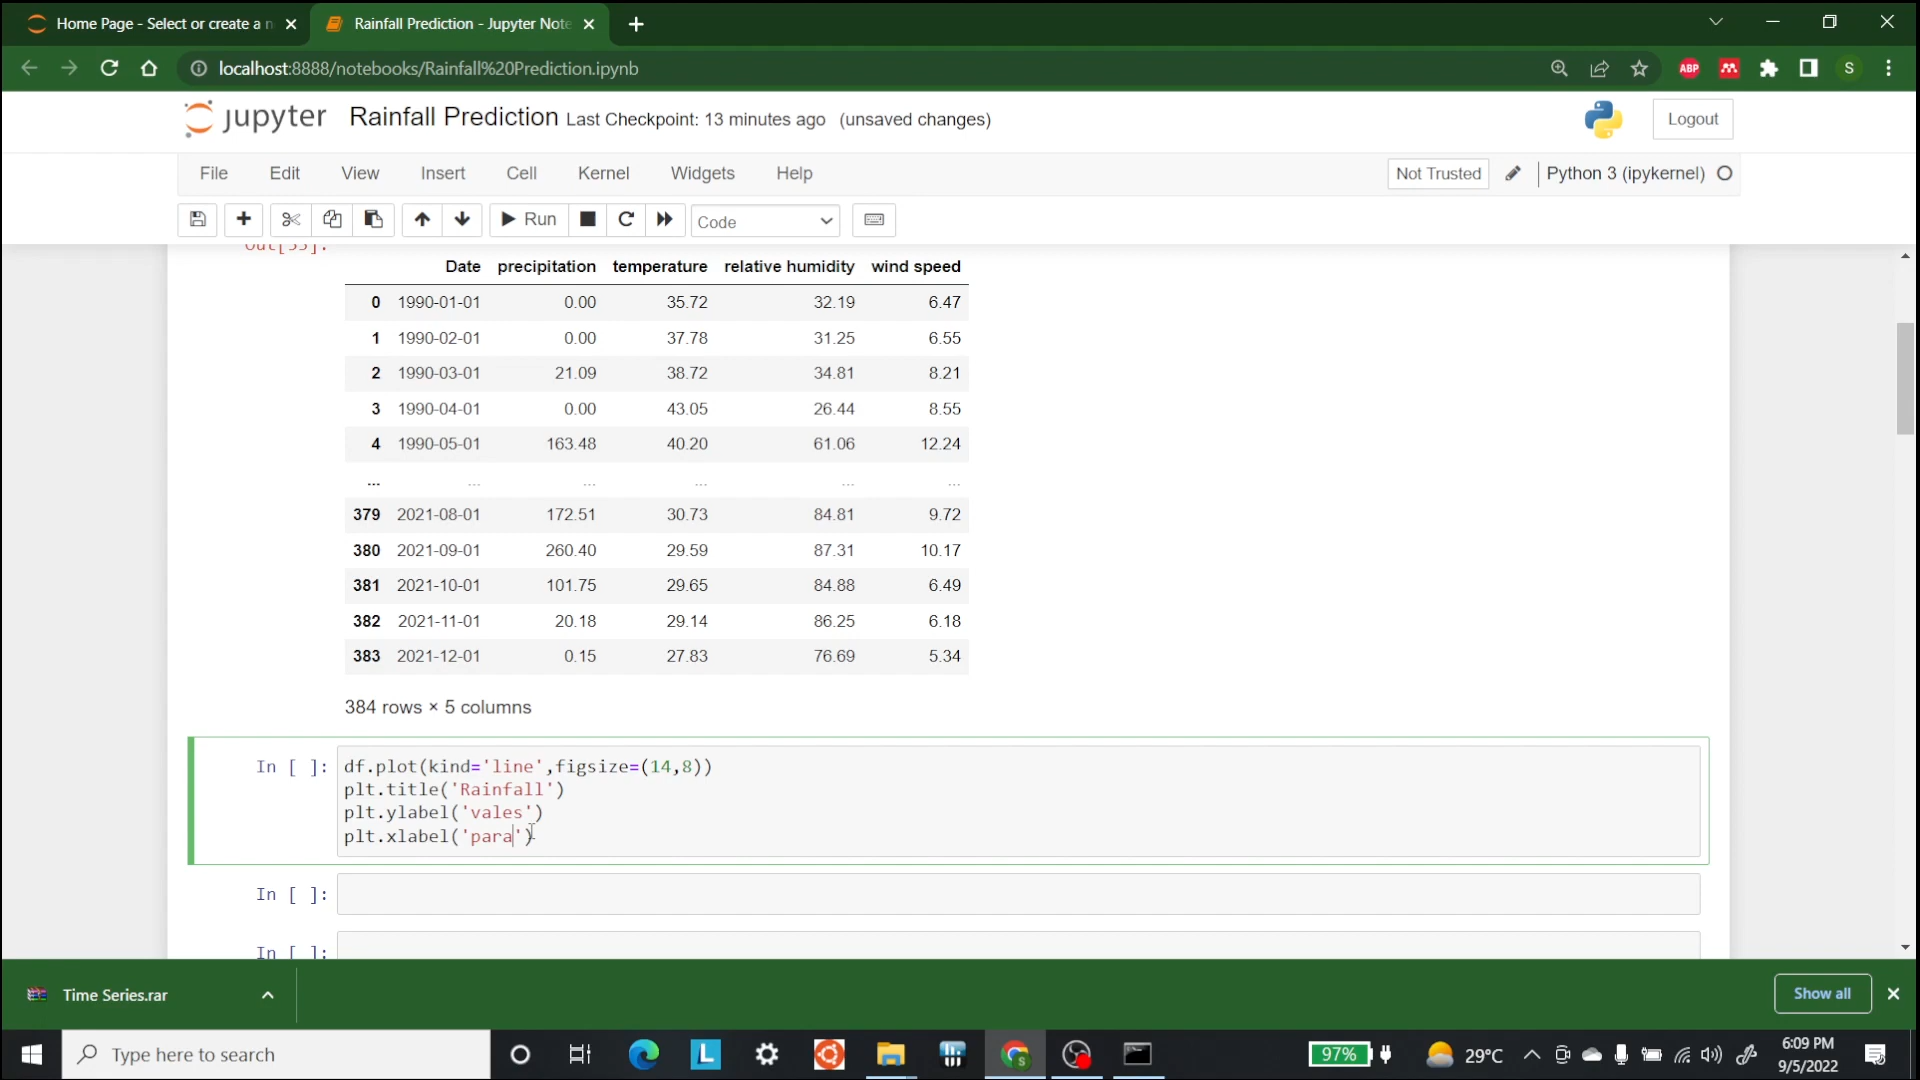 Home Page - Select or create a n
Rainfall Prediction - Jupyter Note
localhost:8888/notebooks/Rainfall%20Prediction.ipynb
ABP
S
jupyter Rainfall Prediction Last Checkpoint: 13 minutes ago (unsaved changes)
Logout
File Edit View Insert Cell Kernel Widgets Help
Not Trusted
Python 3 (ipykernel)
Run
Code
Out[55]:
Date precipitation temperature relative humidity wind speed
0 1990-01-01 0.00 35.72 32.19 6.47
1 1990-02-01 0.00 37.78 31.25 6.55
2 1990-03-01 21.09 38.72 34.81 8.21
3 1990-04-01 0.00 43.05 26.44 8.55
4 1990-05-01 163.48 40.20 61.06 12.24
... ... ... ... ... ...
379 2021-08-01 172.51 30.73 84.81 9.72
380 2021-09-01 260.40 29.59 87.31 10.17
381 2021-10-01 101.75 29.65 84.88 6.49
382 2021-11-01 20.18 29.14 86.25 6.18
383 2021-12-01 0.15 27.83 76.69 5.34
384 rows × 5 columns
In [ ]: df.plot(kind='line',figsize=(14,8))
plt.title('Rainfall')
plt.ylabel('vales')
plt.xlabel('para')
In [ ]:
In [ ]:
Time Series.rar
Show all
Type here to search
L
97%
29°C
6:09 PM
9/5/2022